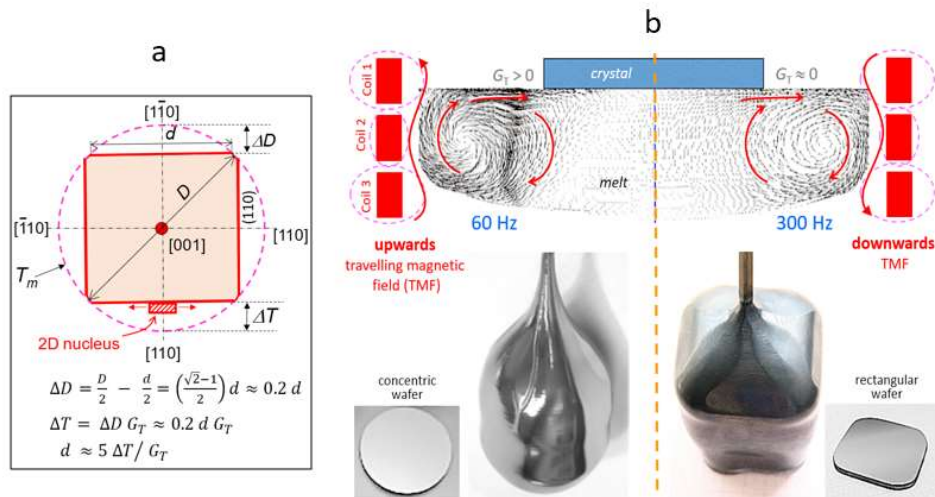 a
b
[11̅0]
d
ΔD
D
(110)
[1̅10]
[110]
[001]
T_m
ΔT
2D nucleus
[110]
ΔD = D/2 − d/2 = ((√2−1)/2) d ≈ 0.2 d
ΔT = ΔD G_T ≈ 0.2 d G_T
d ≈ 5 ΔT/ G_T
Coil 1
Coil 2
Coil 3
G_T > 0
crystal
G_T ≈ 0
melt
60 Hz
300 Hz
upwards
travelling magnetic
field (TMF)
downwards
TMF
concentric
wafer
rectangular
wafer